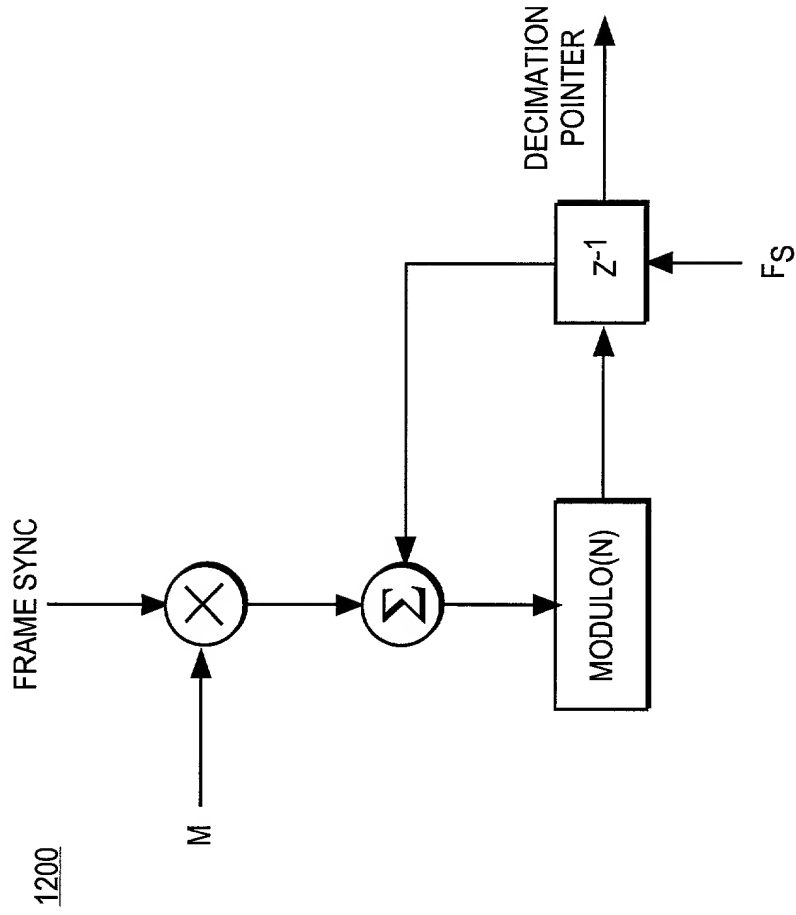 1200
FRAME SYNC
M
×
Σ
MODULO(N)
Z⁻¹
FS
DECIMATION
POINTER